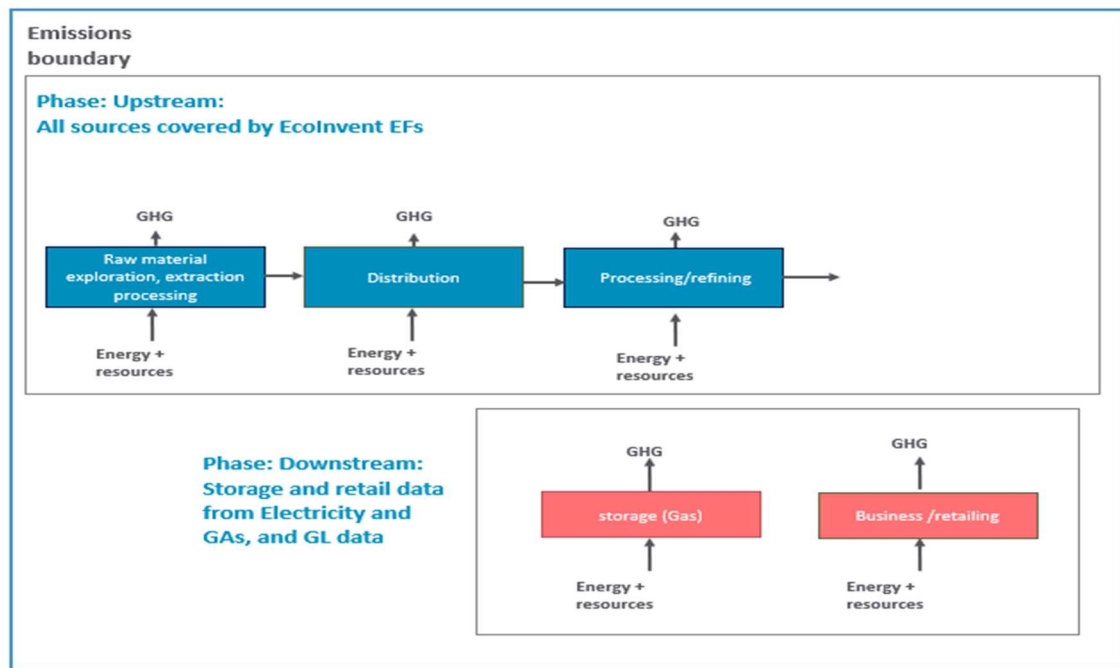 Emissions
boundary
Phase: Upstream:
All sources covered by EcoInvent EFs
GHG
GHG
GHG
Raw material
exploration, extraction
processing
Distribution
Processing/refining
Energy +
resources
Energy +
resources
Energy +
resources
Phase: Downstream:
Storage and retail data
from Electricity and
GAs, and GL data
GHG
GHG
storage (Gas)
Business /retailing
Energy +
resources
Energy +
resources